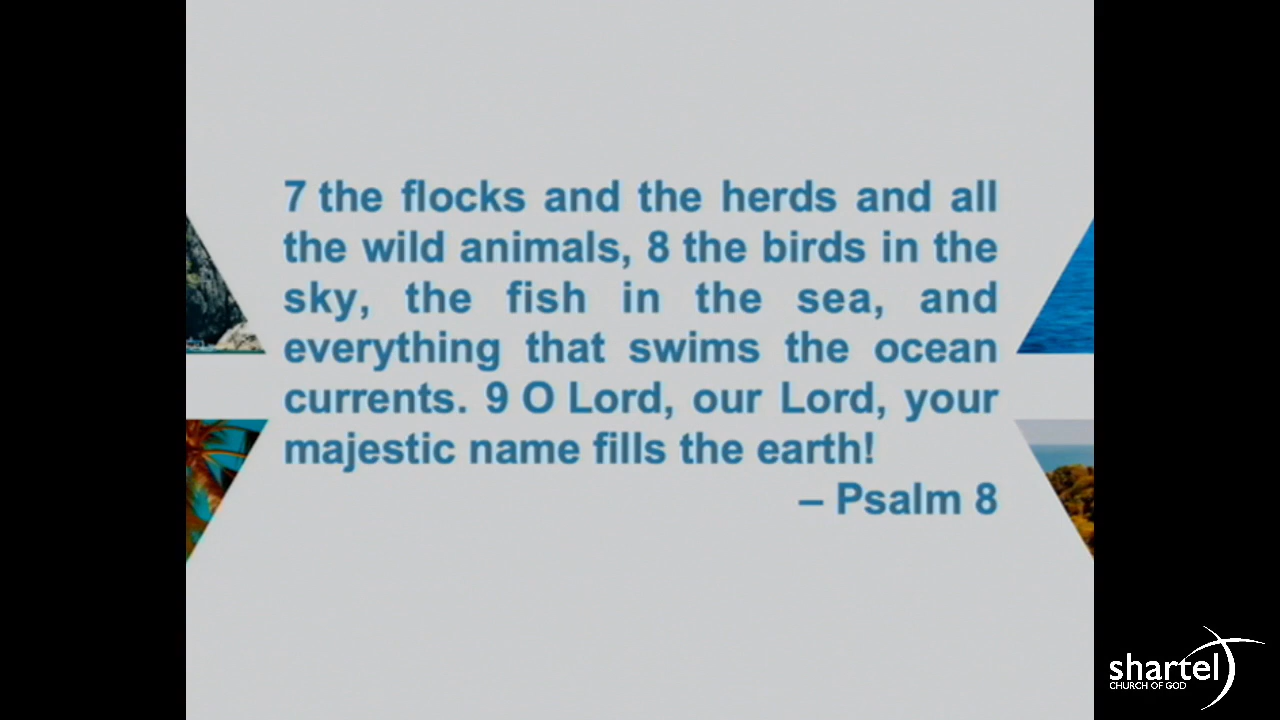 7 the flocks and the herds and all
the wild animals, 8 the birds in the
sky, the fish in the sea, and
everything that swims the ocean
currents. 9 O Lord, our Lord, your
majestic name fills the earth!
– Psalm 8
shartel
CHURCH OF GOD